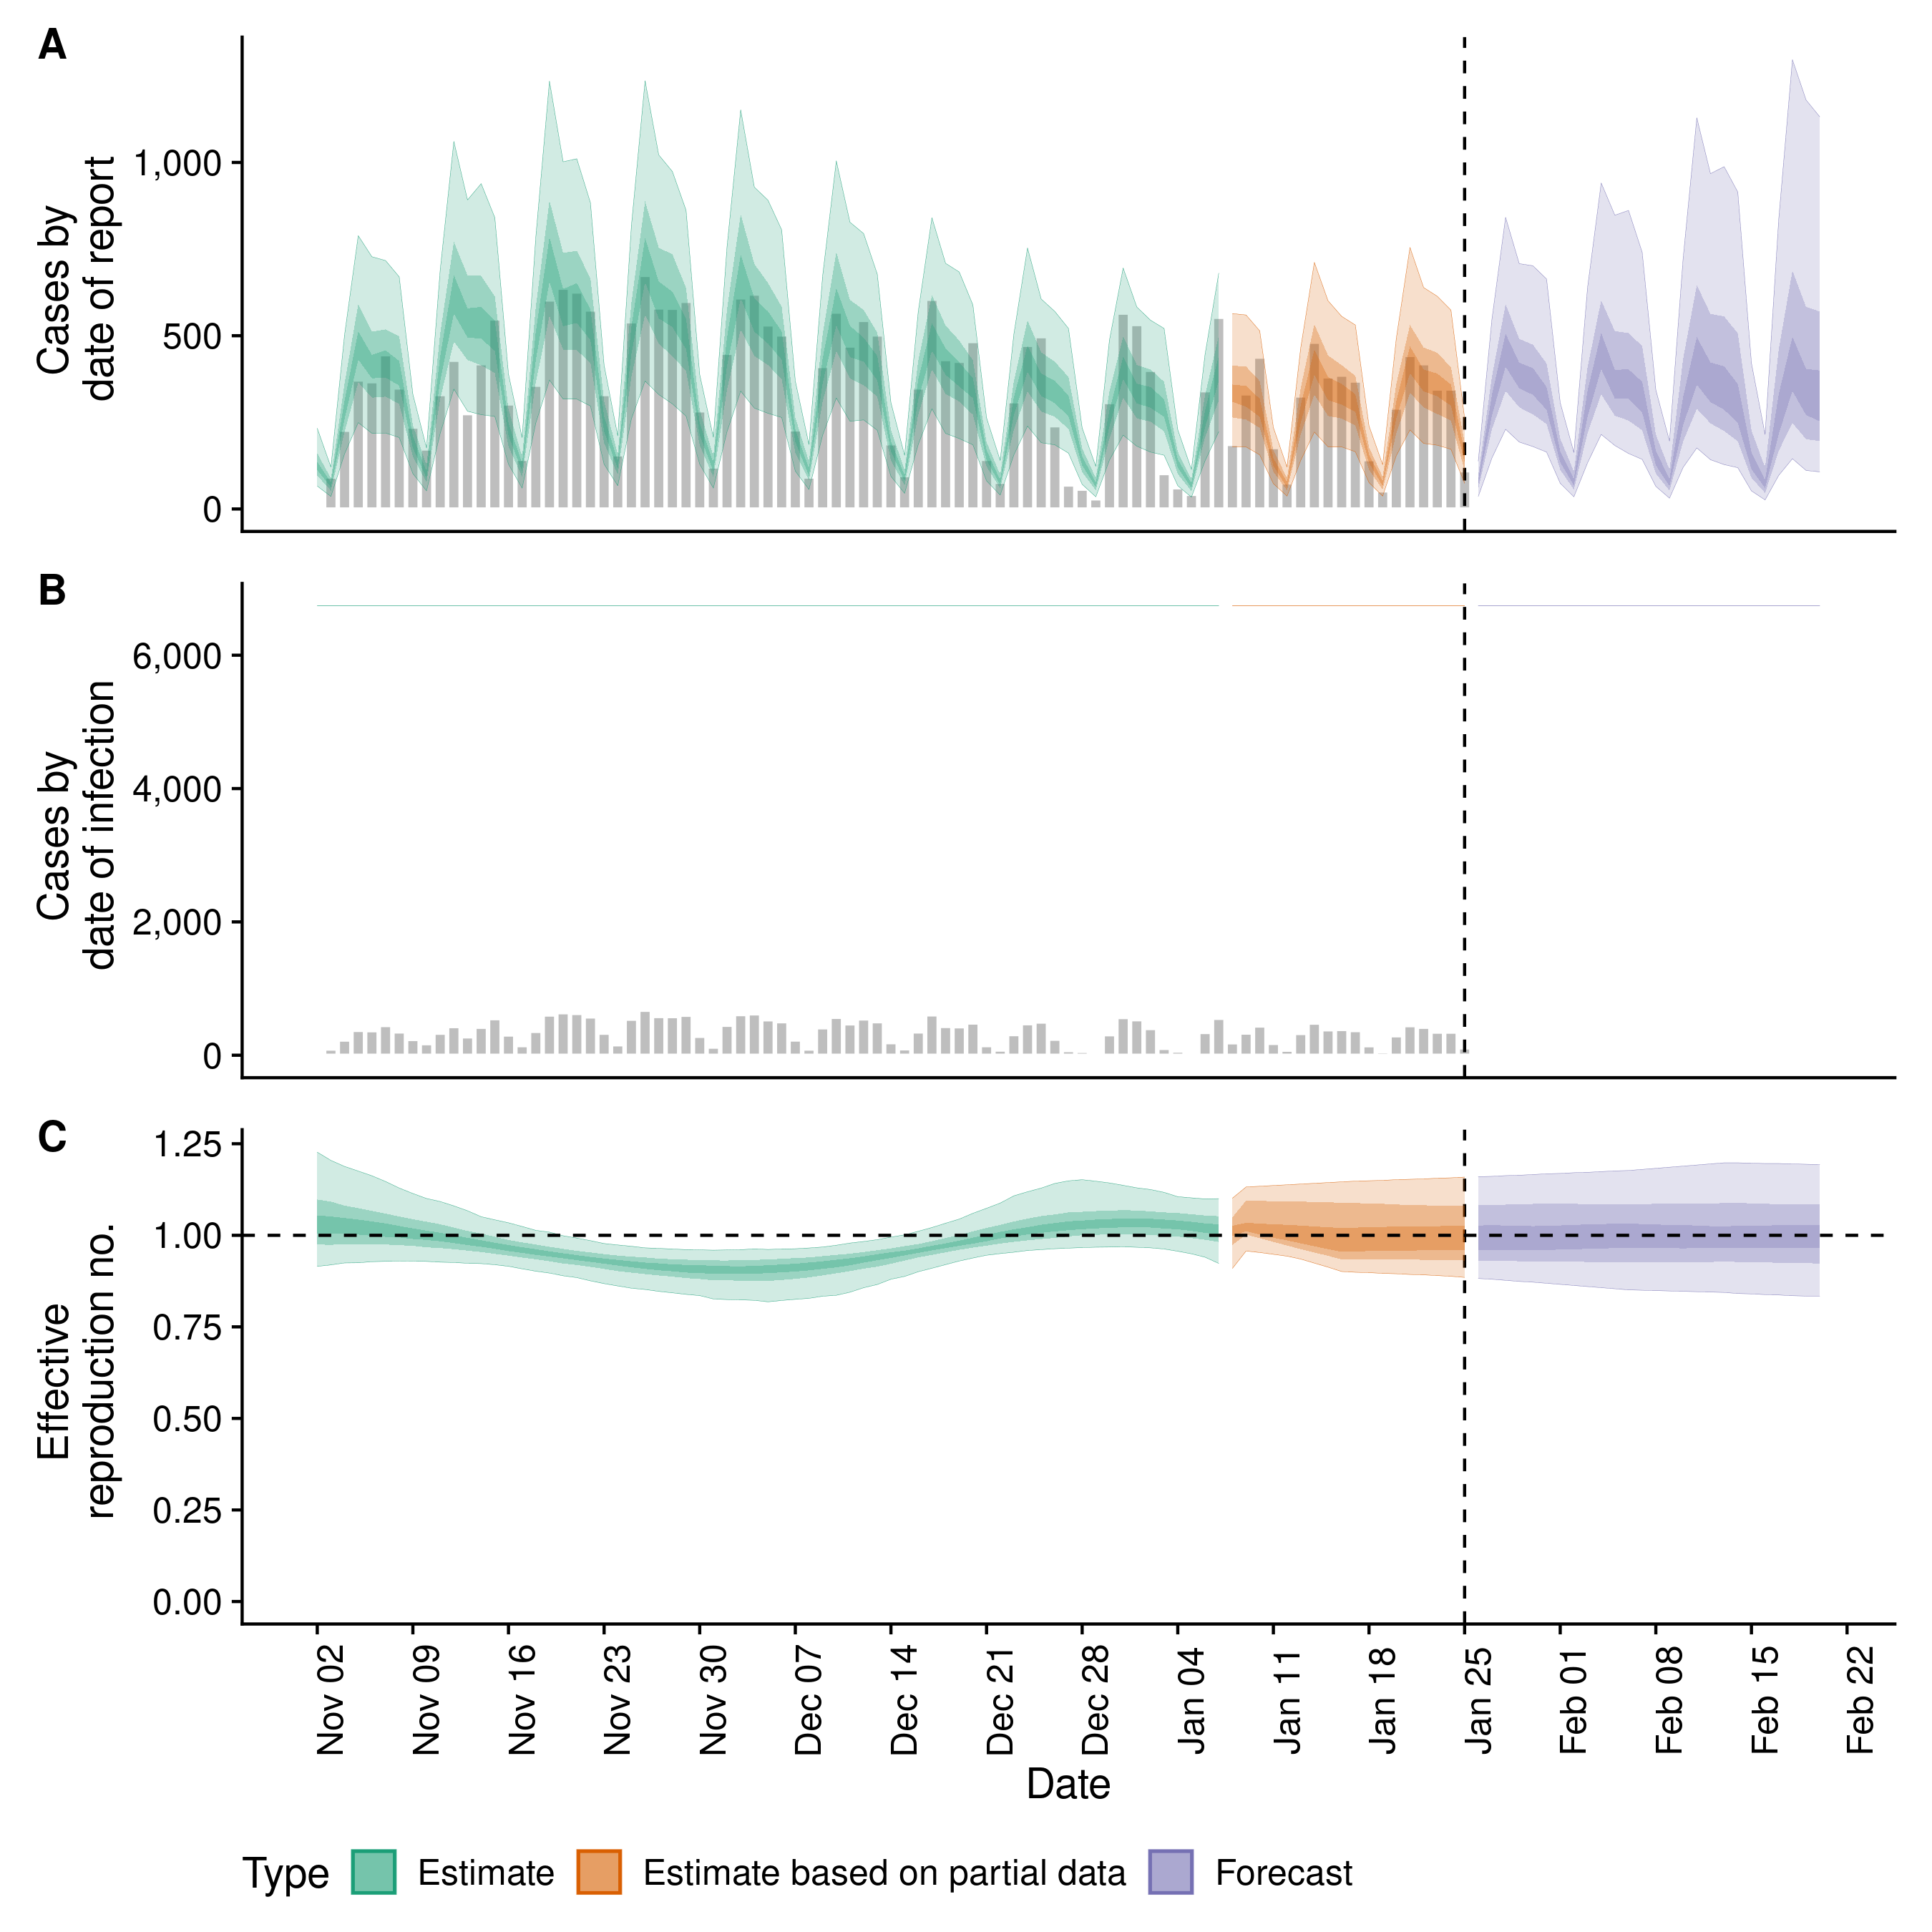 A
Cases by
date of report
1,000
500
0
B
Cases by
date of infection
6,000
4,000
2,000
0
C
Effective
reproduction no.
1.25
1.00
0.75
0.50
0.25
0.00
Nov 02
Nov 09
Nov 16
Nov 23
Nov 30
Dec 07
Dec 14
Dec 21
Dec 28
Jan 04
Jan 11
Jan 18
Jan 25
Feb 01
Feb 08
Feb 15
Feb 22
Date
Type Estimate Estimate based on partial data Forecast